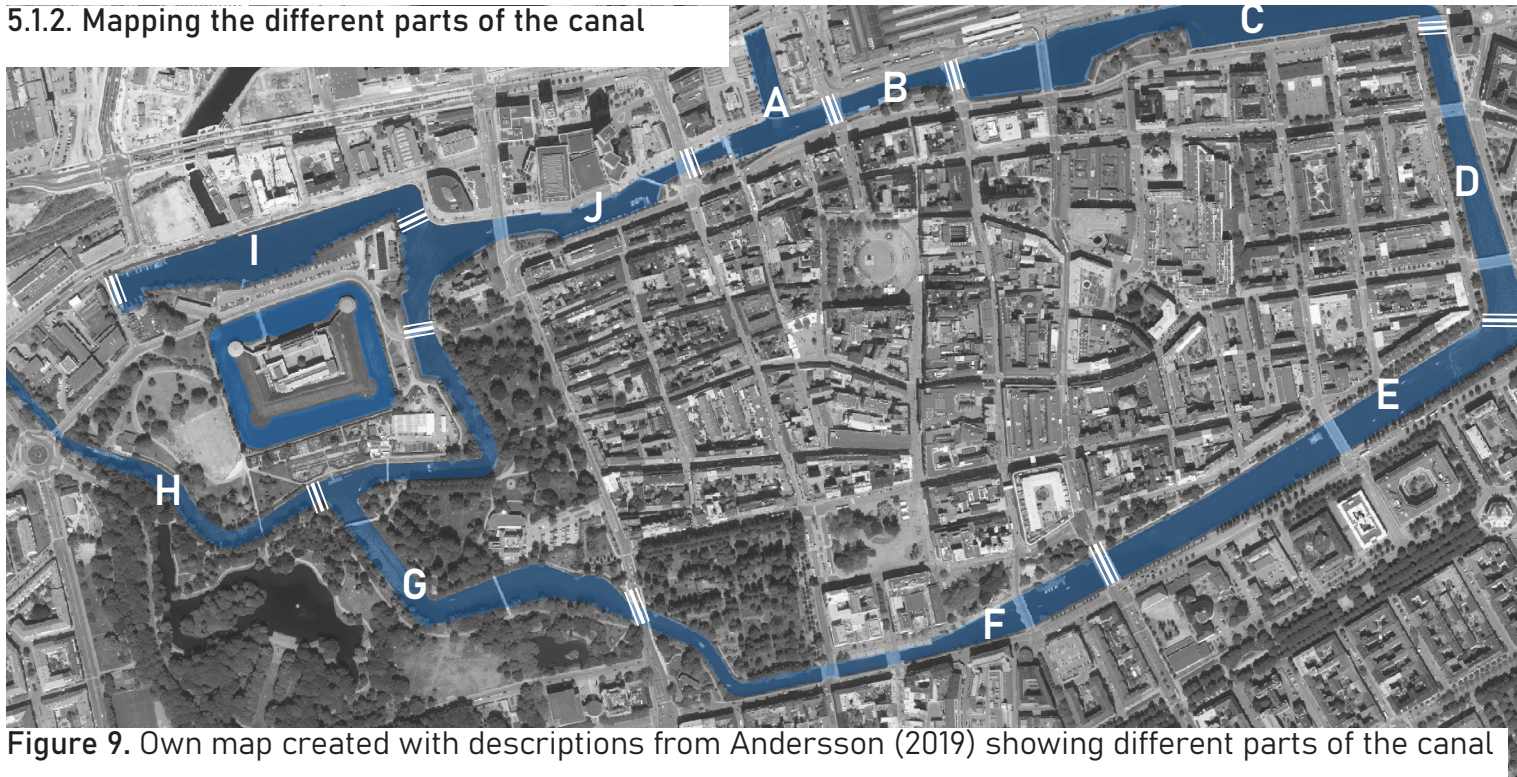 5.1.2. Mapping the different parts of the canal
C
B
A
D
J
I
E
H
G
F
Figure 9. Own map created with descriptions from Andersson (2019) showing different parts of the canal